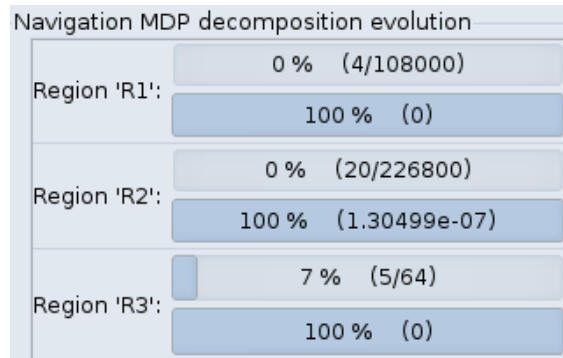 Navigation MDP decomposition evolution
Region 'R1':
0 % (4/108000)
100 % (0)
Region 'R2':
0 % (20/226800)
100 % (1.30499e-07)
Region 'R3':
7 % (5/64)
100 % (0)